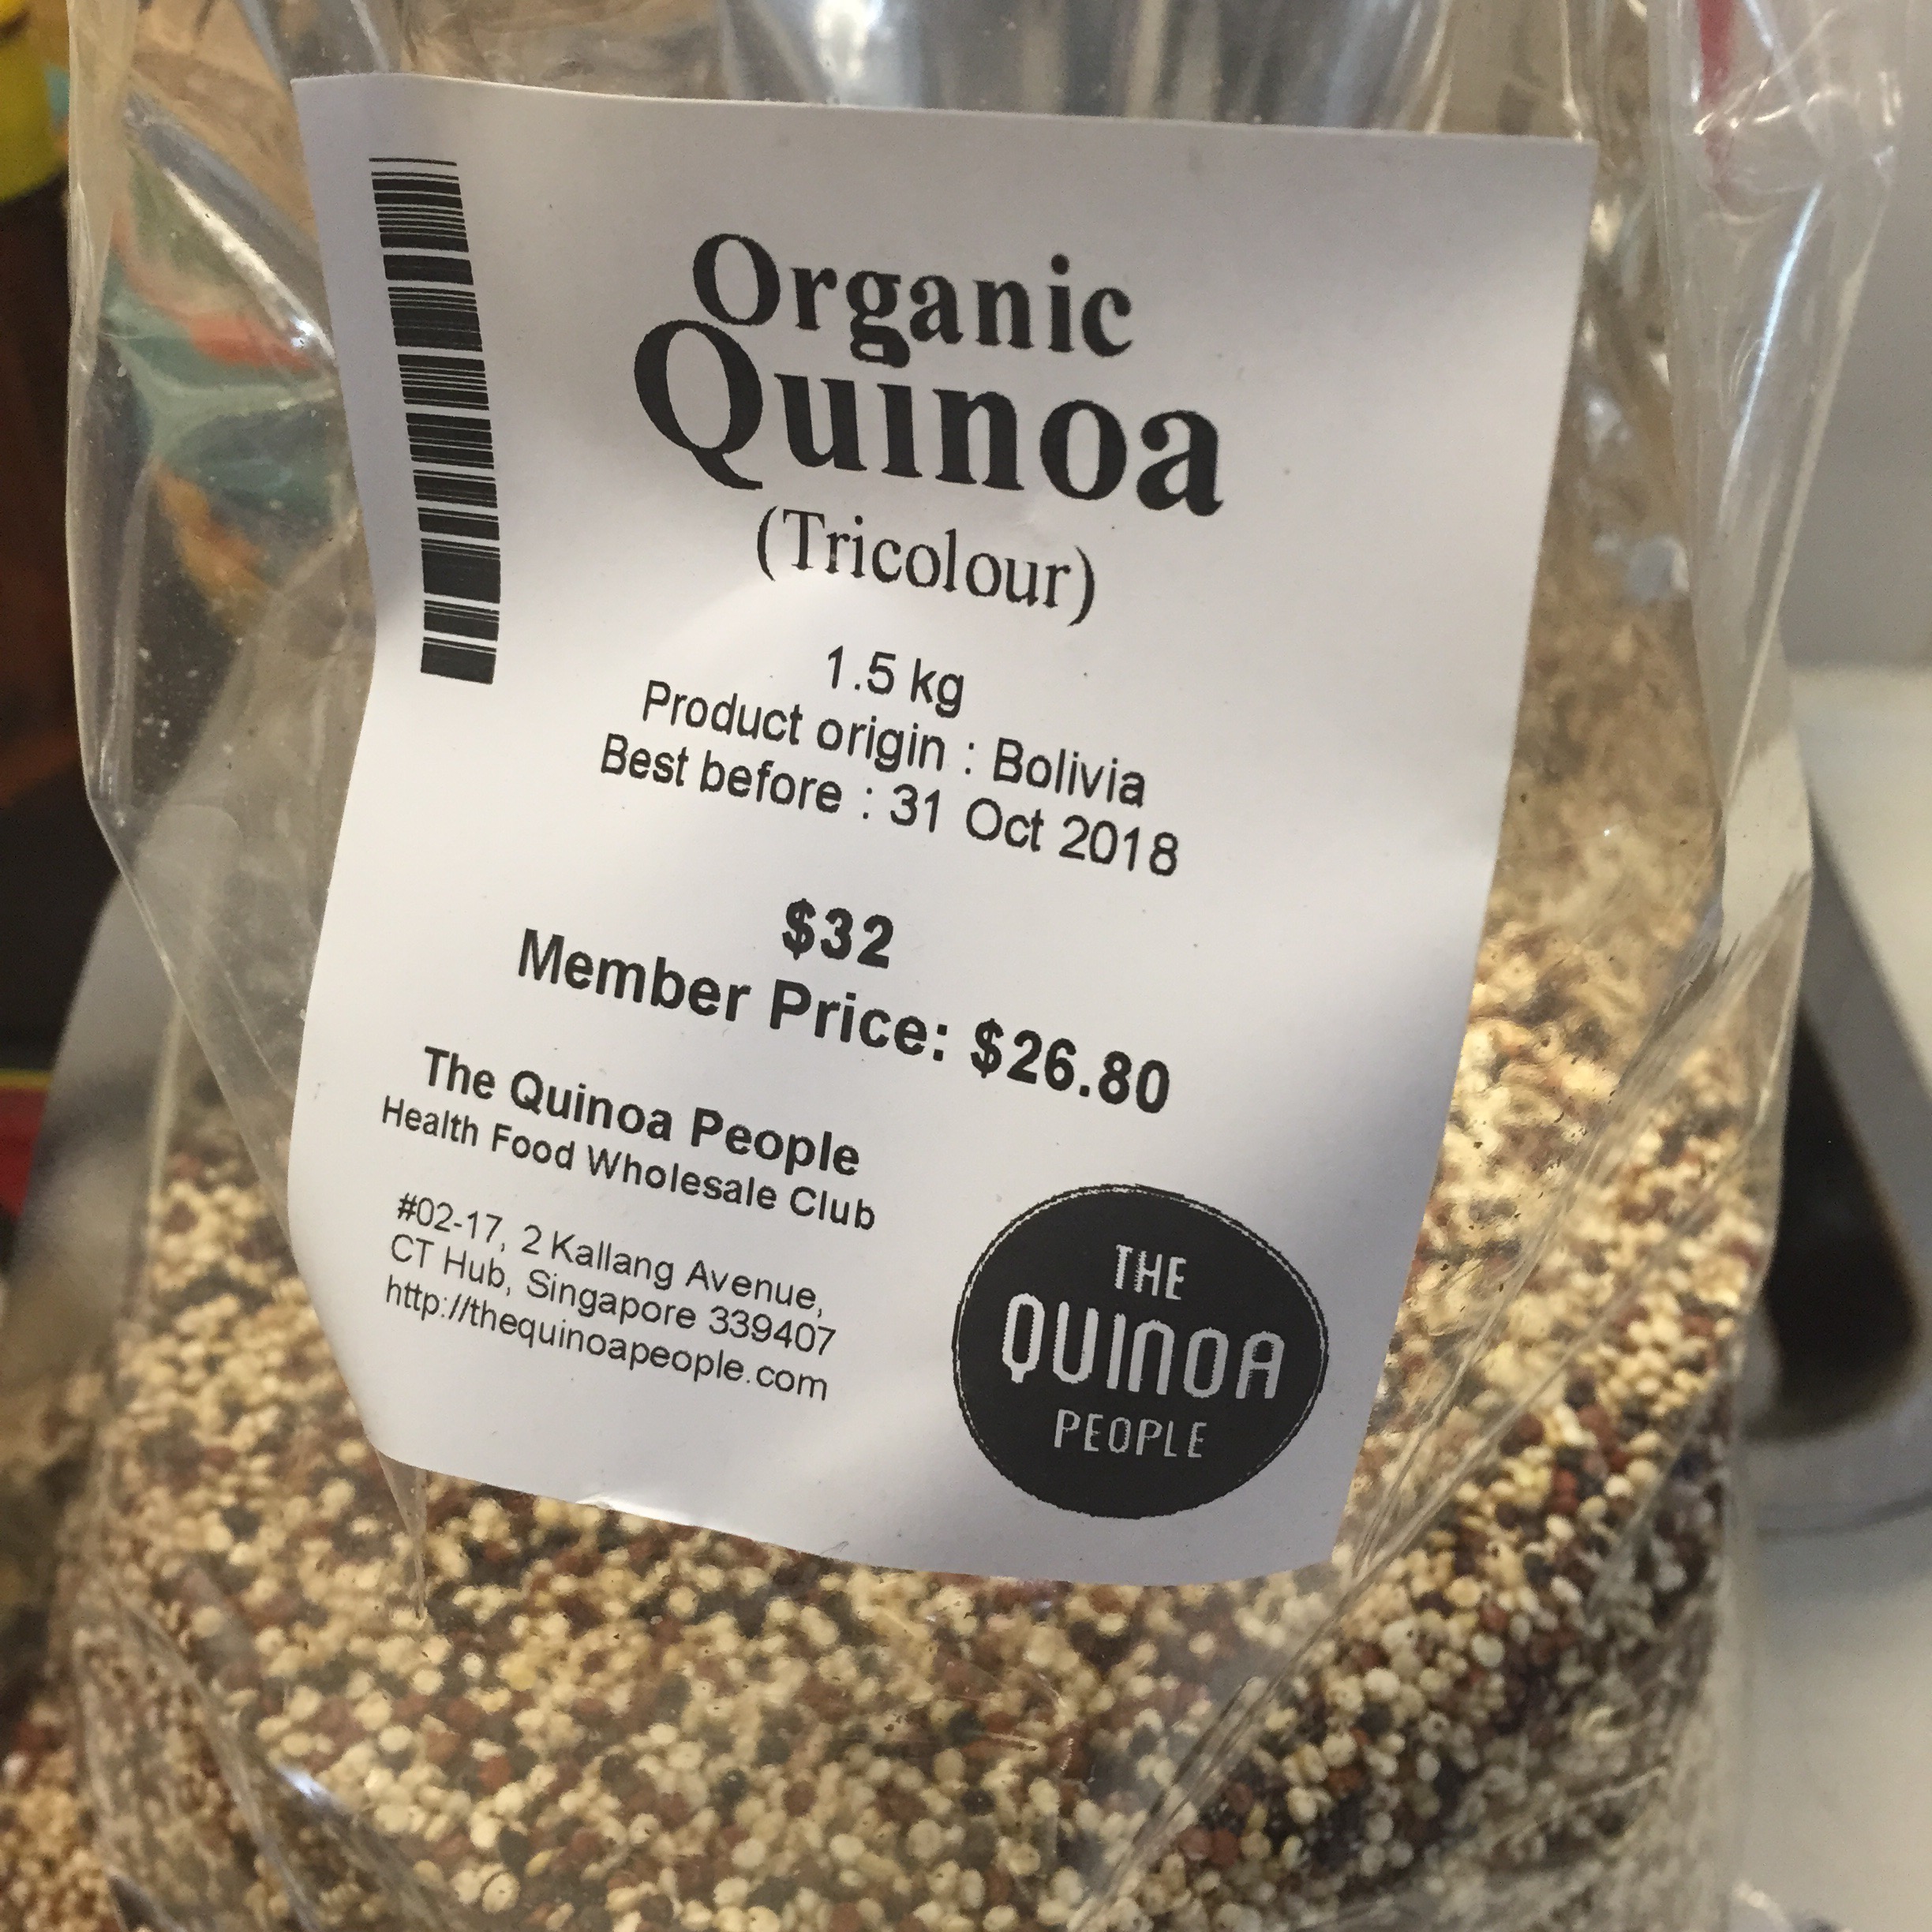 Organic
Quinoa
(Tricolour)
1.5 kg
Product origin : Bolivia
Best before : 31 Oct 2018
$32
Member Price: $26.80
The Quinoa People
Health Food Wholesale Club
#02-17, 2 Kallang Avenue,
CT Hub, Singapore 339407
http://thequinoapeople.com
THE
QUINOA
PEOPLE